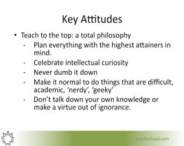 Key Attitudes
• Teach to the top: a total philosophy
- Plan everything with the highest attainers in
mind.
- Celebrate intellectual curiosity
- Never dumb it down
- Make it normal to do things that are difficult,
academic, 'nerdy', 'geeky'
- Don't talk down your own knowledge or
make a virtue out of ignorance.